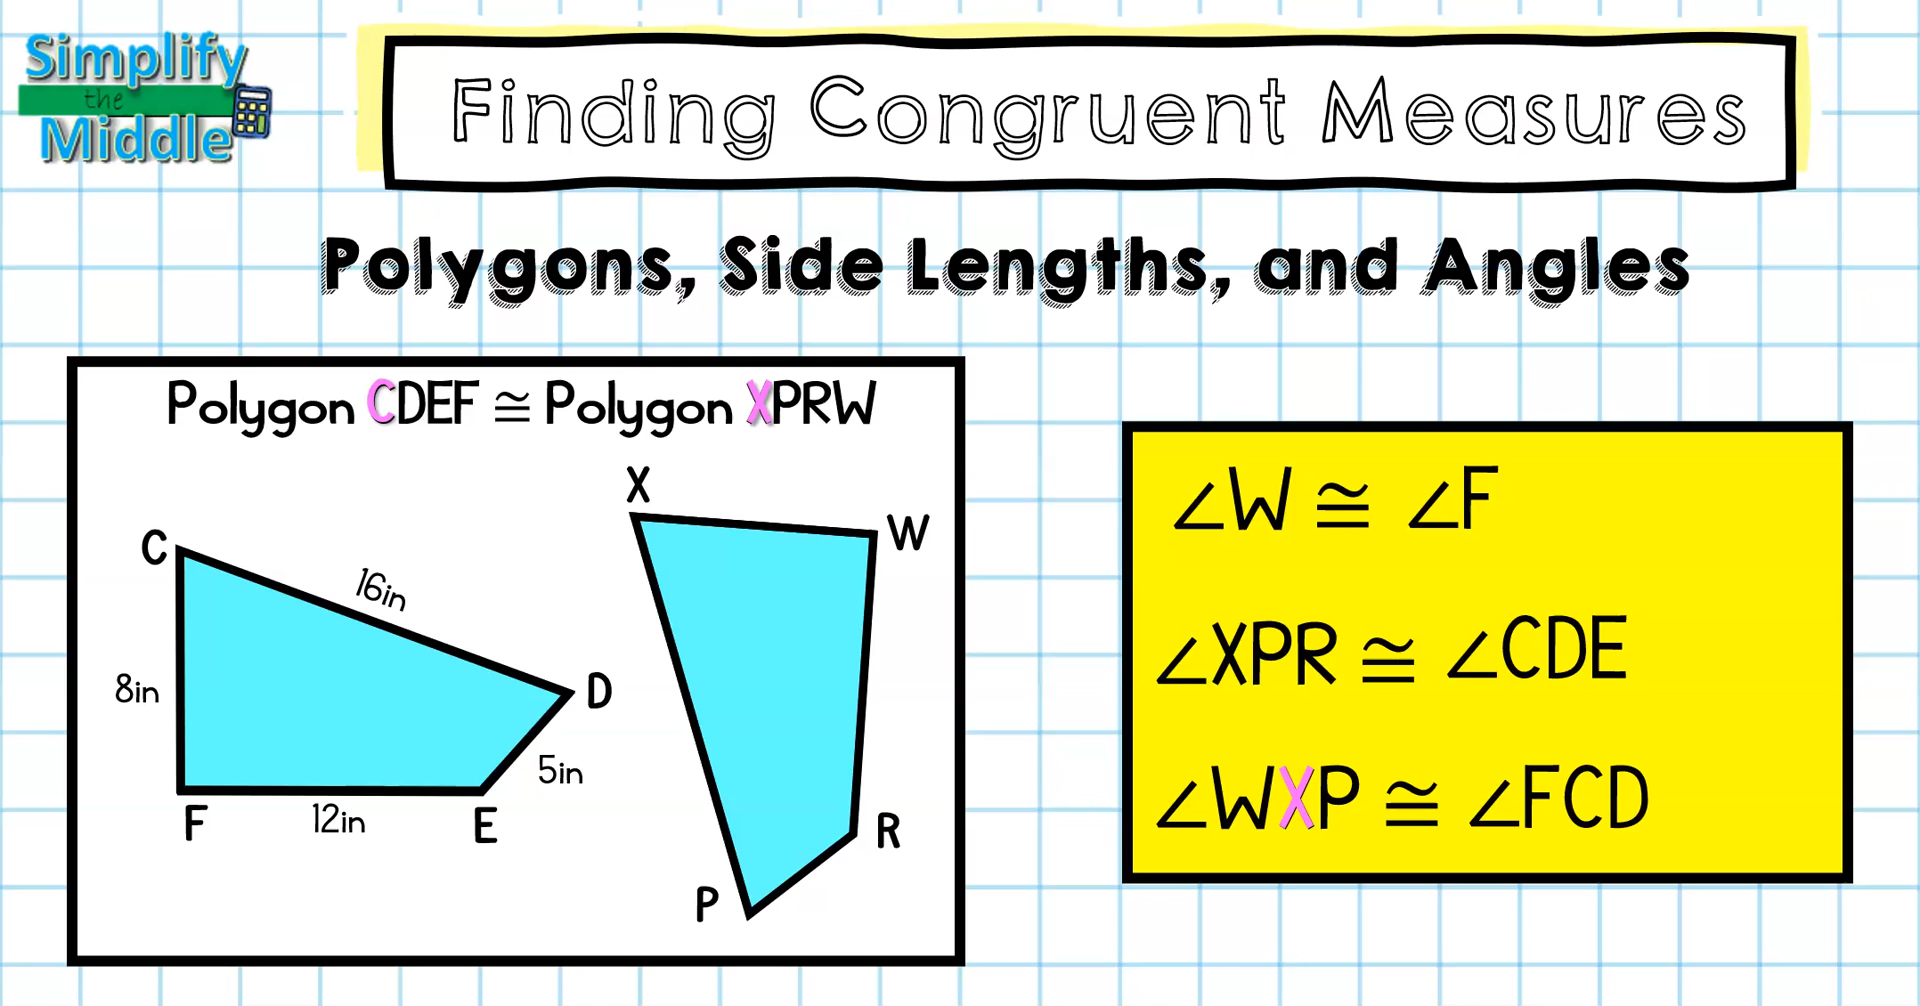 Simplify
the
Middle
Finding Congruent Measures
Polygons, Side Lengths, and Angles
Polygon CDEF ≅ Polygon XPRW
X
W
C
16in
D
8in
5in
F
12in
E
R
P
∠W ≅ ∠F
∠XPR ≅ ∠CDE
∠WXP ≅ ∠FCD